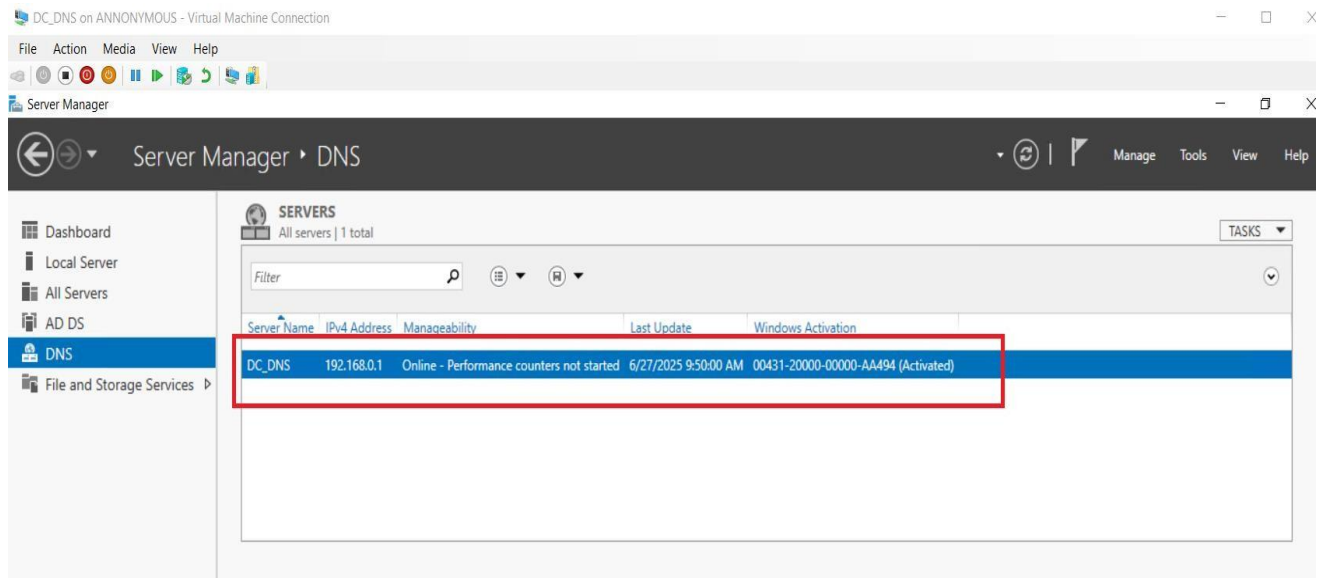 DC_DNS on ANNONYMOUS - Virtual Machine Connection
File Action Media View Help
Server Manager
Server Manager ‣ DNS
Manage Tools View Help
Dashboard
Local Server
All Servers
AD DS
DNS
File and Storage Services
SERVERS
All servers | 1 total
TASKS
Filter
Server Name IPv4 Address Manageability Last Update Windows Activation
DC_DNS 192.168.0.1 Online - Performance counters not started 6/27/2025 9:50:00 AM 00431-20000-00000-AA494 (Activated)